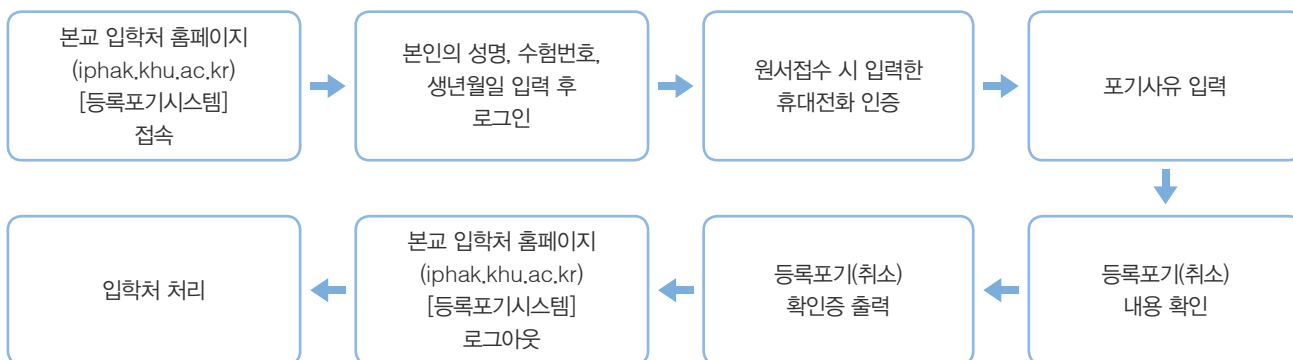 본교 입학처 홈페이지
(iphak.khu.ac.kr)
[등록포기시스템]
접속
본인의 성명, 수험번호,
생년월일 입력 후
로그인
원서접수 시 입력한
휴대전화 인증
포기사유 입력
등록포기(취소)
내용 확인
등록포기(취소)
확인증 출력
본교 입학처 홈페이지
(iphak.khu.ac.kr)
[등록포기시스템]
로그아웃
입학처 처리